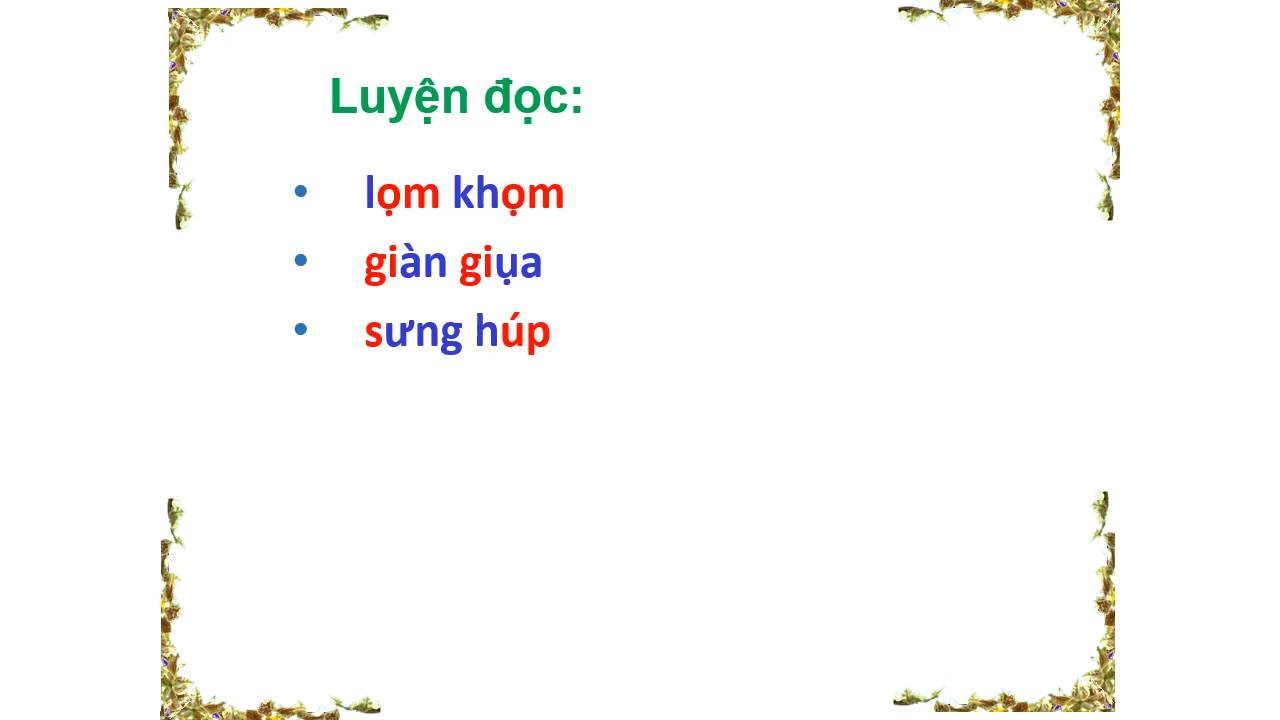 Luyện đọc:
• lọm khọm
• giàn giụa
• sưng húp